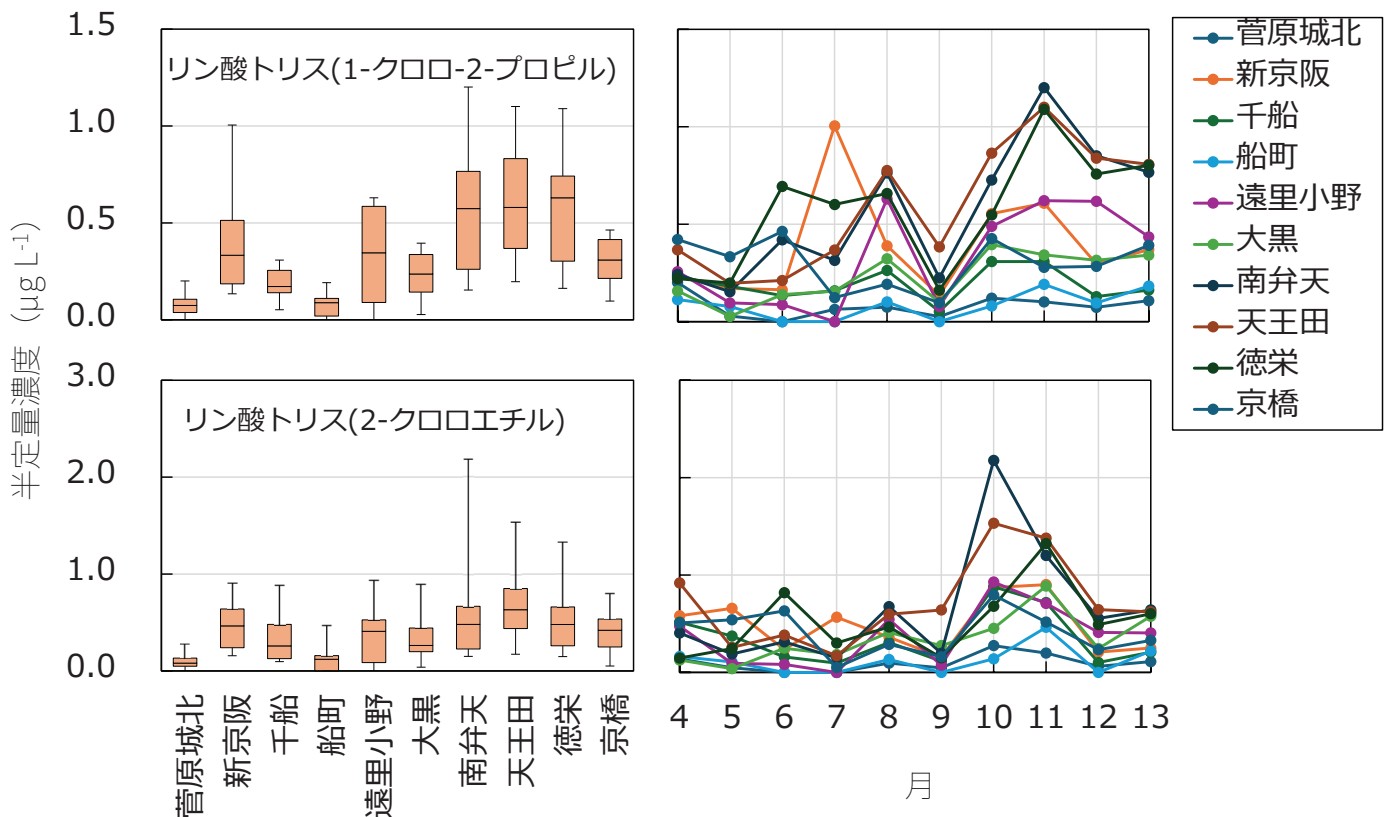 1.5
1.0
0.5
0.0
リン酸トリス(1-クロロ-2-プロピル)
菅原城北
新京阪
千船
船町
遠里小野
大黒
南弁天
天王田
徳栄
京橋
半定量濃度 (µg L⁻¹)
3.0
2.0
1.0
0.0
リン酸トリス(2-クロロエチル)
菅原城北
新京阪
千船
船町
遠里小野
大黒
南弁天
天王田
徳栄
京橋
4 5 6 7 8 9 10 11 12 13
月